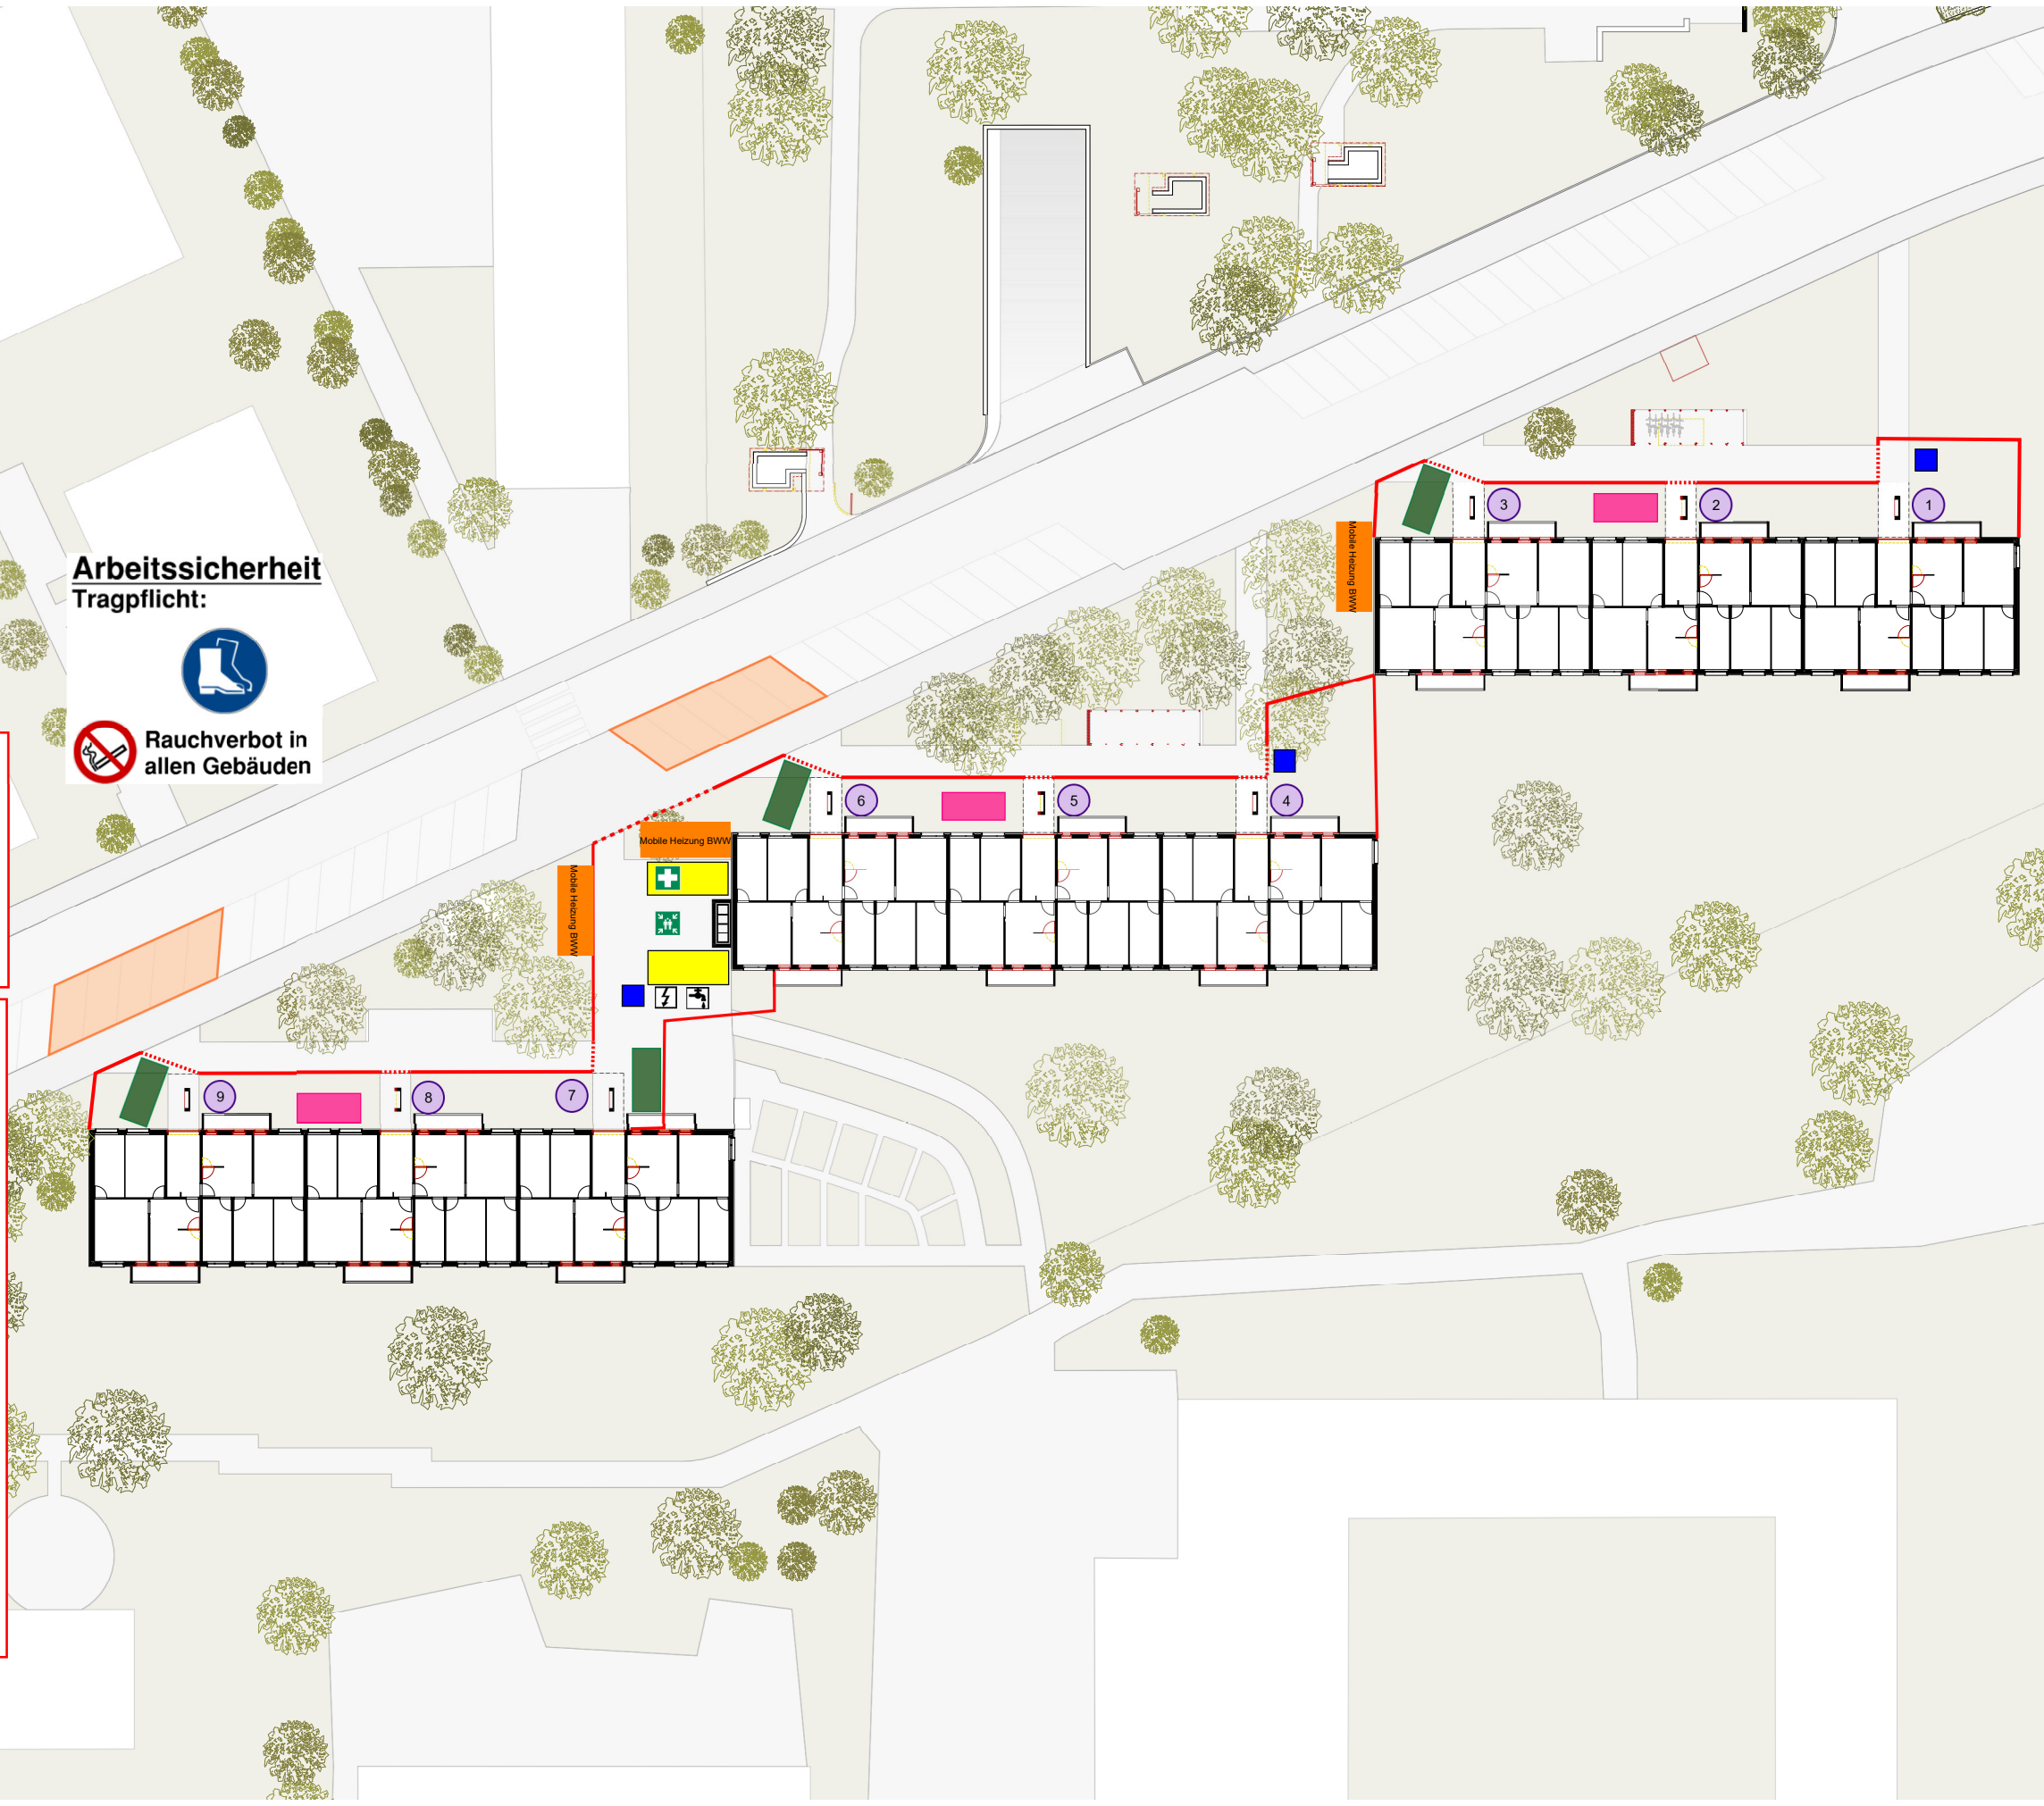 Arbeitssicherheit
Tragpflicht:
Rauchverbot in
allen Gebäuden
3
2
1
Mobile Heizung BWW
6
5
4
Mobile Heizung BWW
Mobile Heizung BWW
9
8
7